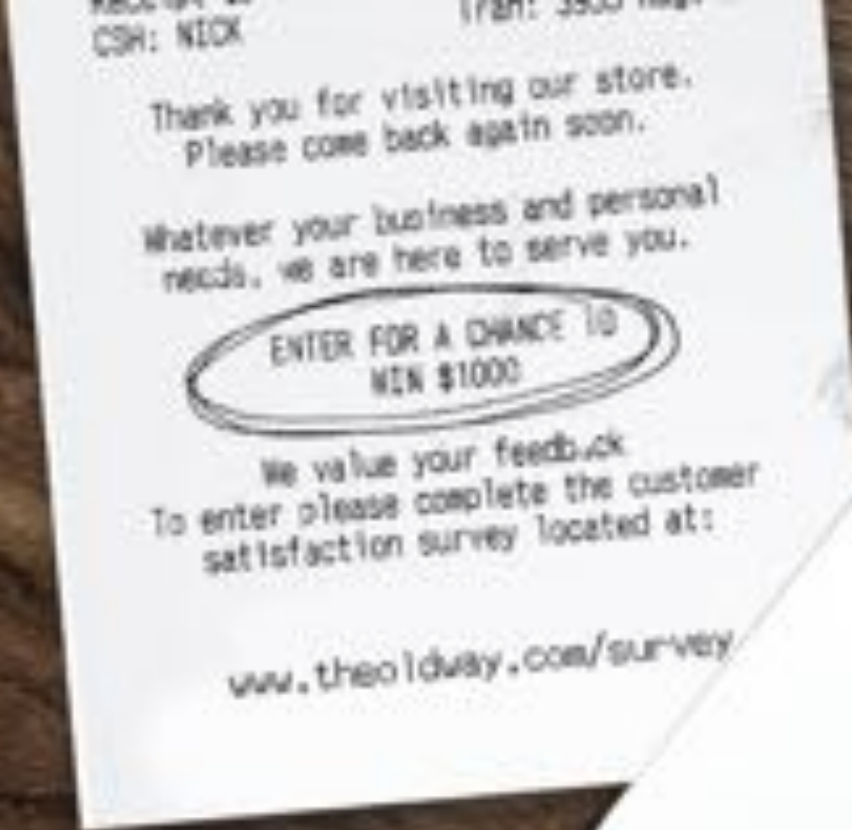 CSH: NICK
Thank you for visiting our store.
Please come back again soon.
Whatever your business and personal
needs, we are here to serve you.
ENTER FOR A CHANCE TO
WIN $1000
We value your feedback
To enter please complete the customer
satisfaction survey located at:
www.theoldway.com/survey